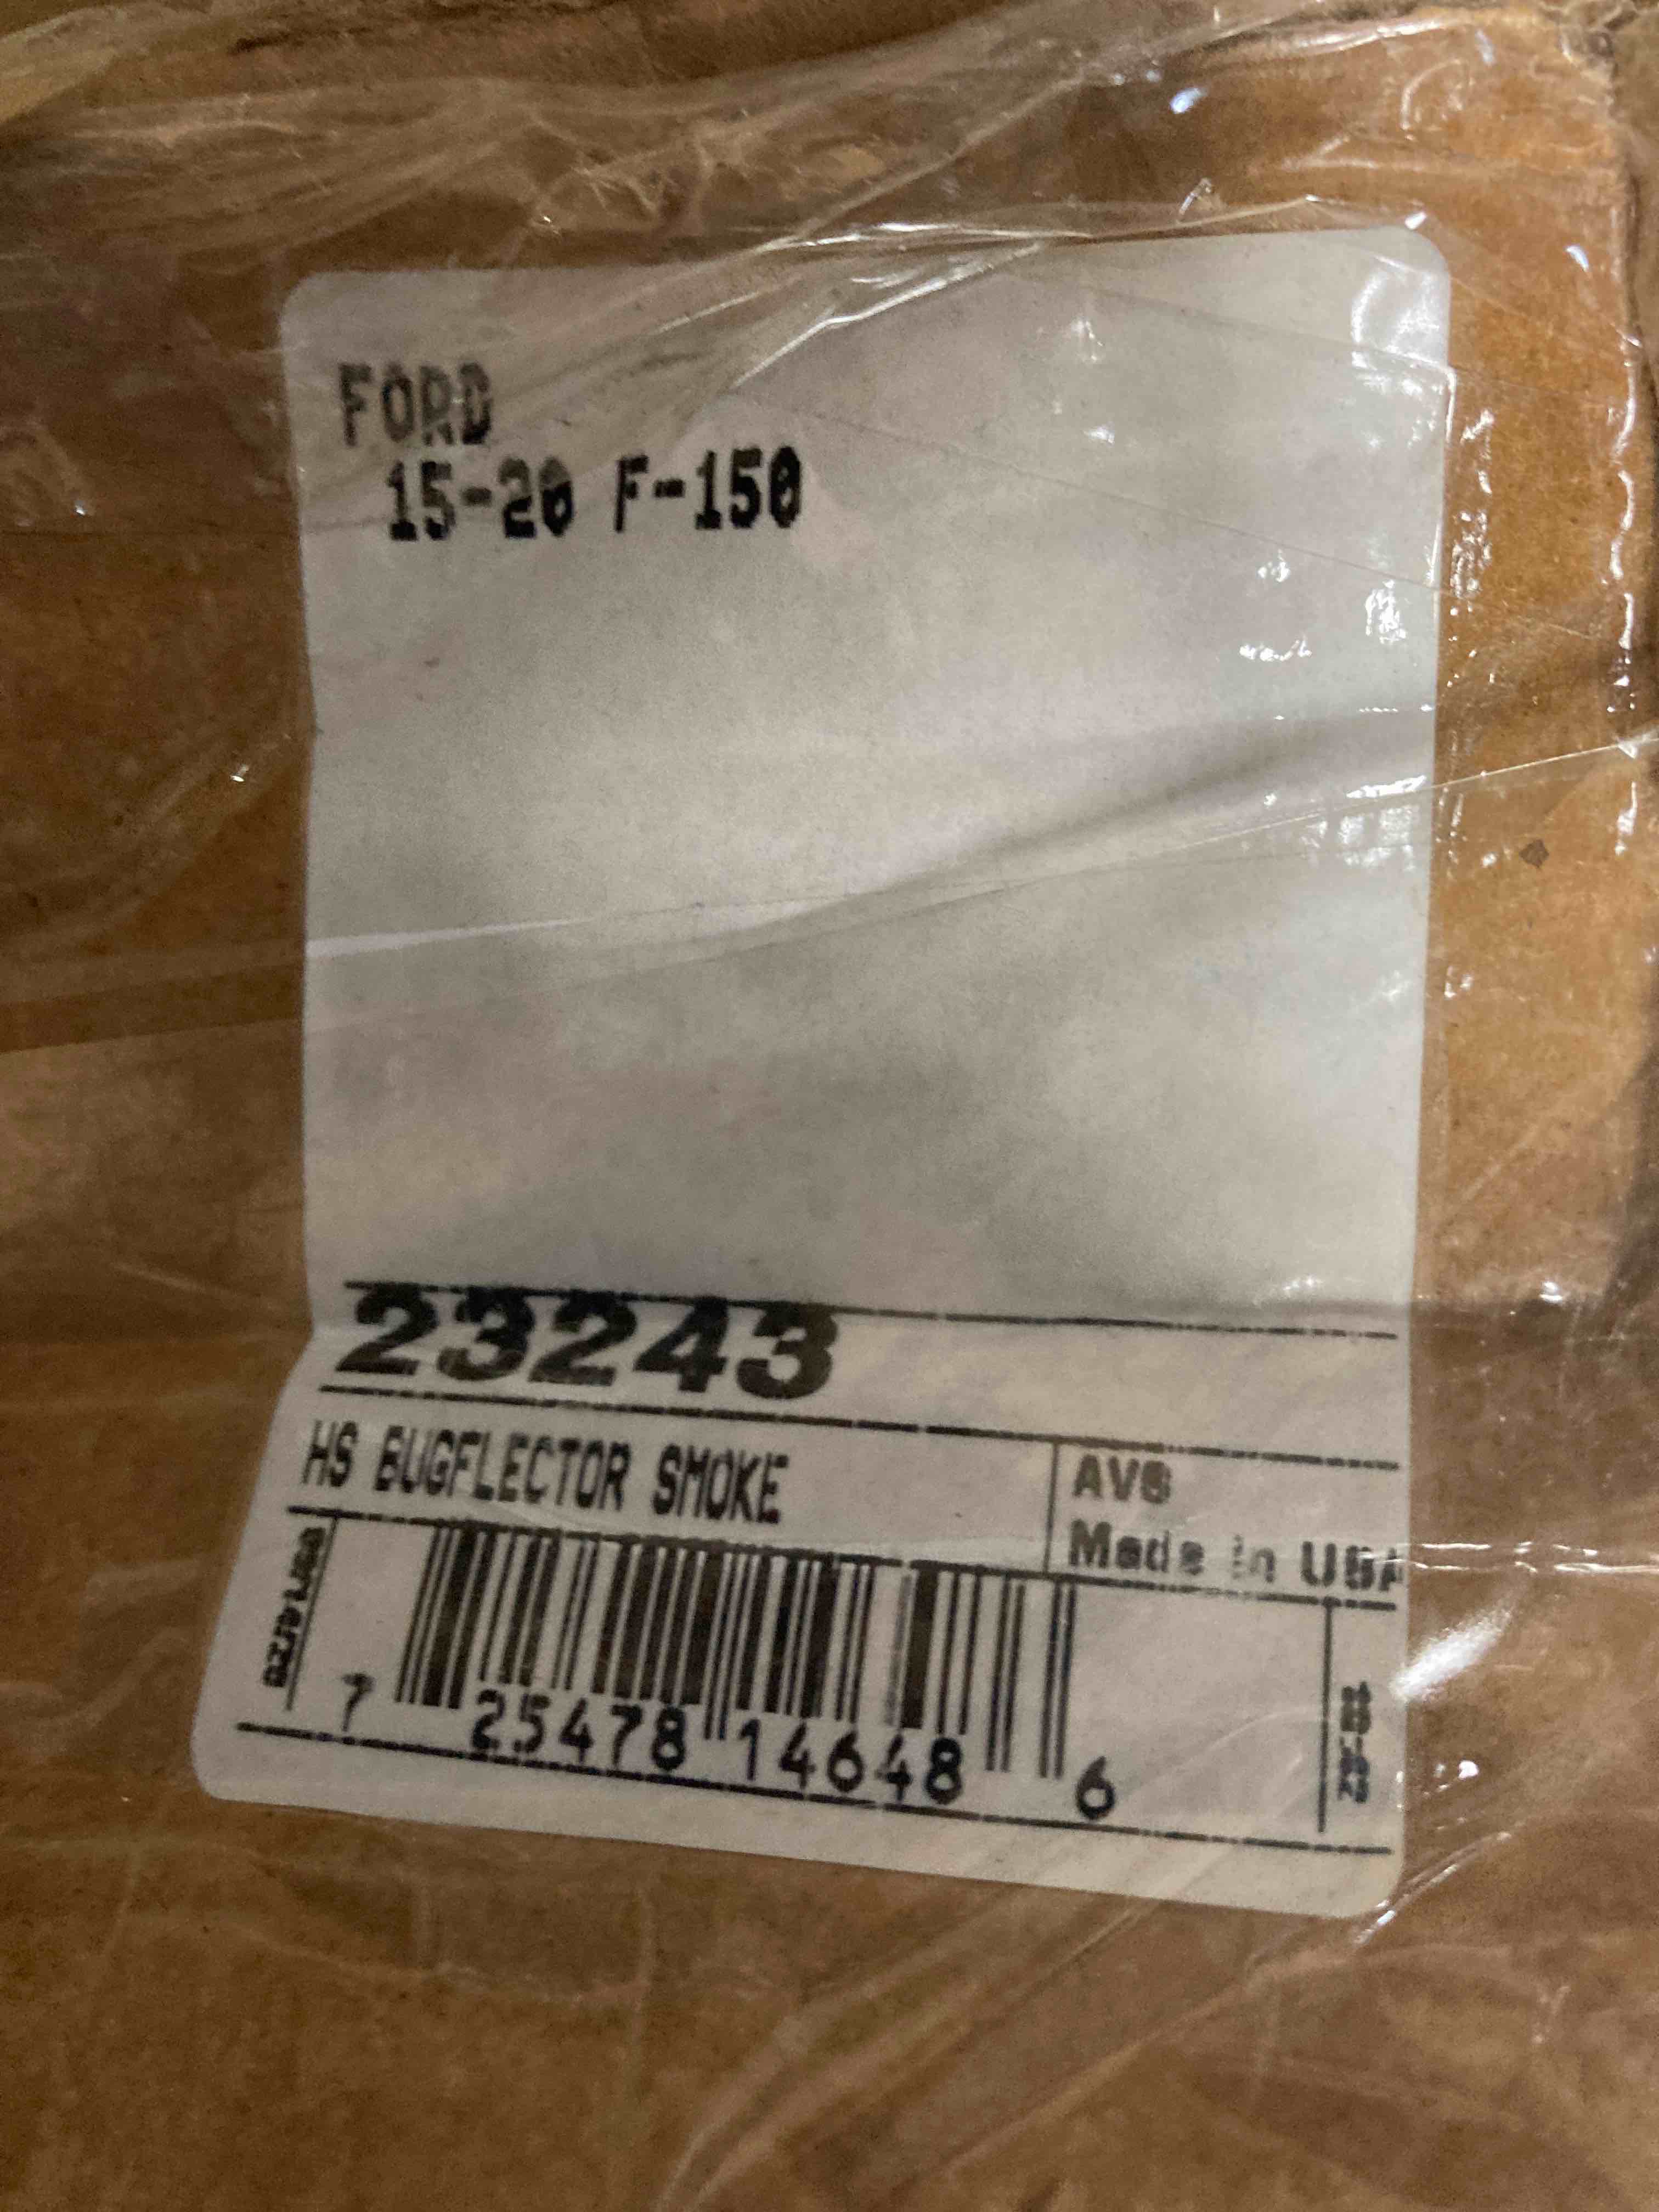 FORD
15-20 F-150
23243
HS BUGFLECTOR SMOKE
AVS
Made in USA
7 25478 14648 6